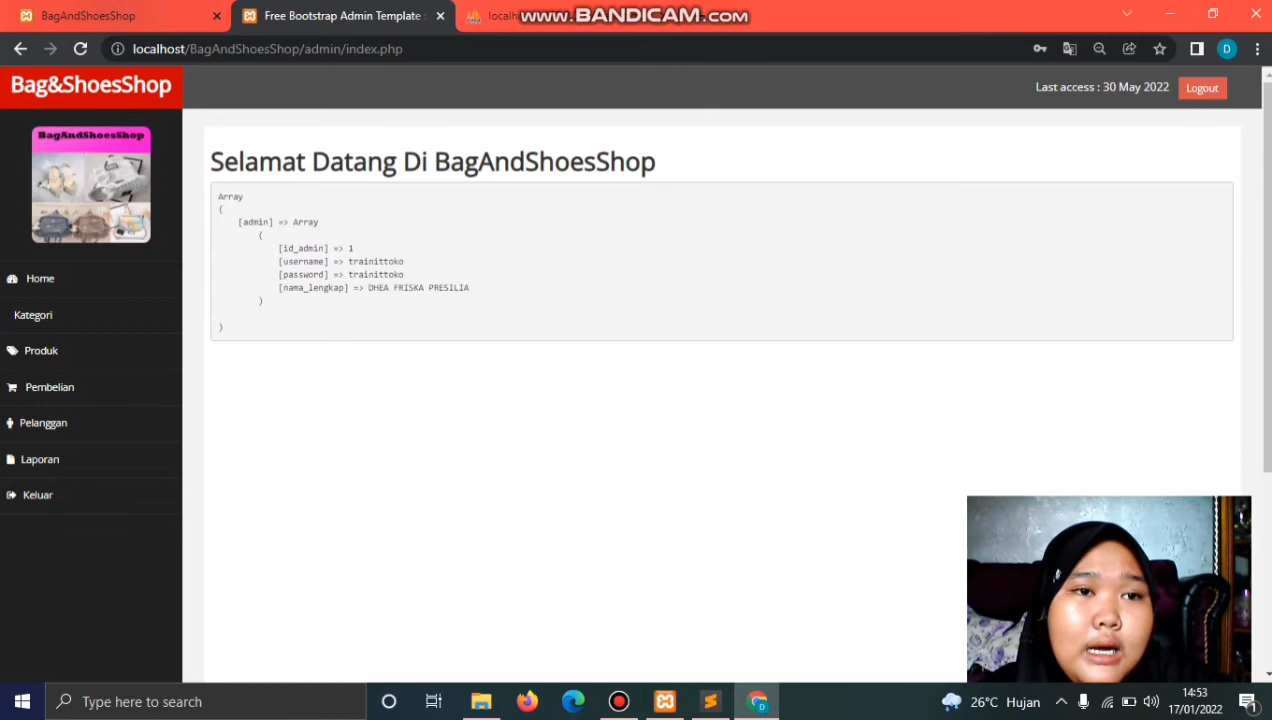 BagAndShoesShop
Free Bootstrap Admin Template :
localh
www.BANDICAM.com
localhost/BagAndShoesShop/admin/index.php
D
Bag&ShoesShop
Last access : 30 May 2022
Logout
BagAndShoesShop
Home
Kategori
Produk
Pembelian
Pelanggan
Laporan
Keluar
Selamat Datang Di BagAndShoesShop
Array
(
[admin] => Array
(
[id_admin] => 1
[username] => trainittoko
[password] => trainittoko
[nama_lengkap] => DHEA FRISKA PRESILIA
)
)
Type here to search
D
26°C Hujan
14:53
17/01/2022
1